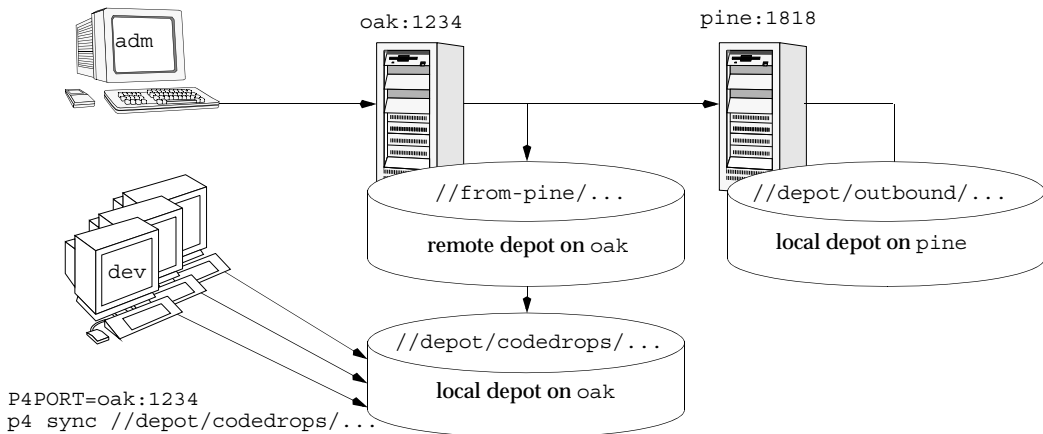 oak:1234
pine:1818
adm
//from-pine/...
remote depot on oak
//depot/outbound/...
local depot on pine
dev
//depot/codedrops/...
local depot on oak
P4PORT=oak:1234
p4 sync //depot/codedrops/...